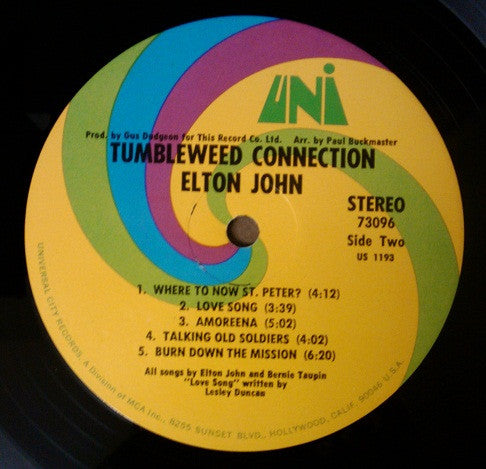 UNI
Prod. by Gus Dudgeon for This Record Co. Ltd. Arr. by Paul Buckmaster
TUMBLEWEED CONNECTION
ELTON JOHN
STEREO
73096
Side Two
US 1193
1. WHERE TO NOW ST. PETER? (4:12)
2. LOVE SONG (3:39)
3. AMOREENA (5:02)
4. TALKING OLD SOLDIERS (4:02)
5. BURN DOWN THE MISSION (6:20)
All songs by Elton John and Bernie Taupin
"Love Song" written by
Lesley Duncan
UNIVERSAL CITY RECORDS, A Division of MCA Inc., 8255 SUNSET BLVD., HOLLYWOOD, CALIF. 90046 U.S.A.